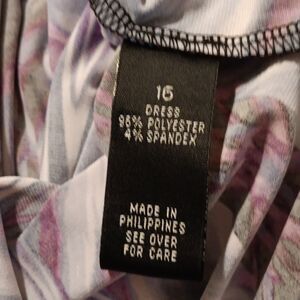 16
DRESS
96% POLYESTER
4% SPANDEX
MADE IN
PHILIPPINES
SEE OVER
FOR CARE